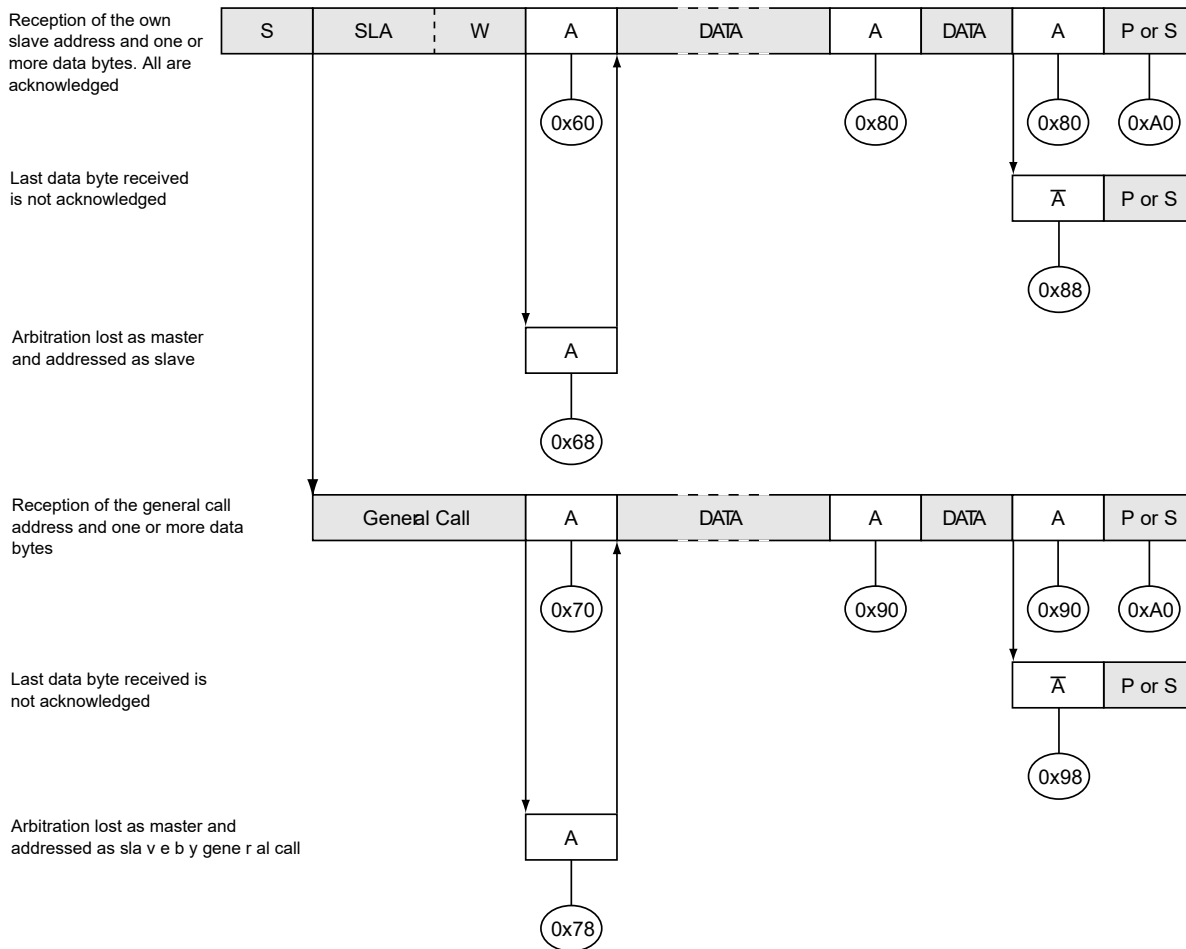 Reception of the own
slave address and one or
more data bytes. All are
acknowledged
S SLA W A DATA A DATA A P or S
0x60 0x80 0x80 0xA0
Last data byte received
is not acknowledged
A̅ P or S
0x88
Arbitration lost as master
and addressed as slave
A
0x68
Reception of the general call
address and one or more data
bytes
General Call A DATA A DATA A P or S
0x70 0x90 0x90 0xA0
Last data byte received is
not acknowledged
A̅ P or S
0x98
Arbitration lost as master and
addressed as sla v e b y gene r al call
A
0x78